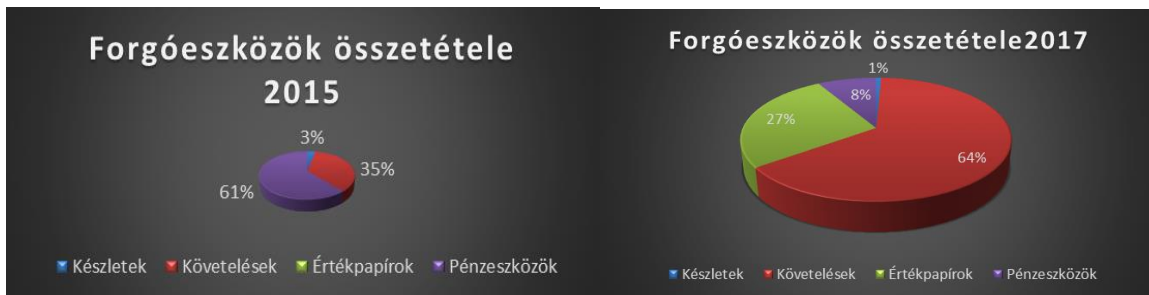 Forgóeszközök összetétele
2015
3%
35%
61%
Készletek Követelések Értékpapírok Pénzeszközök
Forgóeszközök összetétele2017
1%
8%
27%
64%
Készletek Követelések Értékpapírok Pénzeszközök